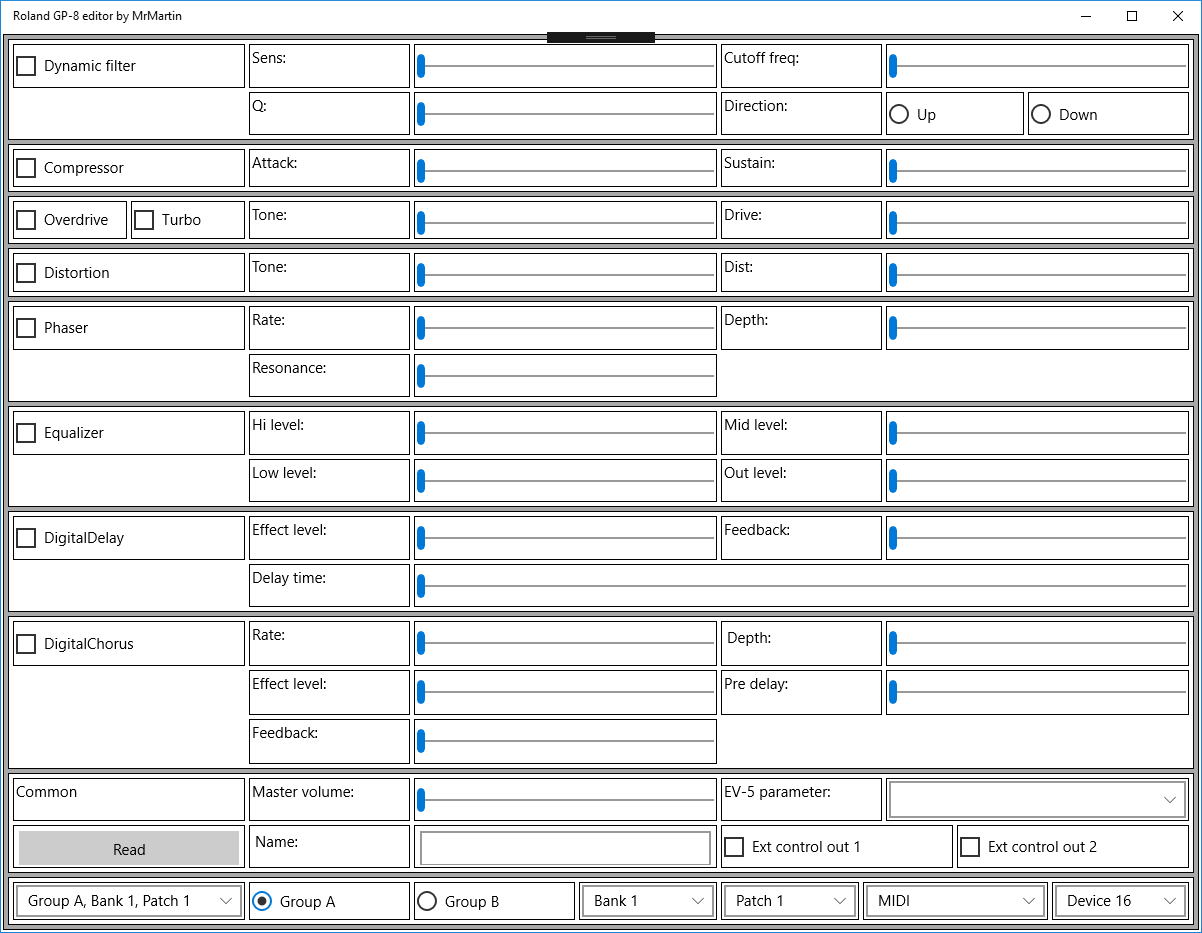 Roland GP-8 editor by MrMartin
Dynamic filter Sens: Cutoff freq:
Q: Direction: Up Down
Compressor Attack: Sustain:
Overdrive Turbo Tone: Drive:
Distortion Tone: Dist:
Phaser Rate: Depth:
Resonance:
Equalizer Hi level: Mid level:
Low level: Out level:
DigitalDelay Effect level: Feedback:
Delay time:
DigitalChorus Rate: Depth:
Effect level: Pre delay:
Feedback:
Common Master volume: EV-5 parameter:
Read Name: Ext control out 1 Ext control out 2
Group A, Bank 1, Patch 1 Group A Group B Bank 1 Patch 1 MIDI Device 16